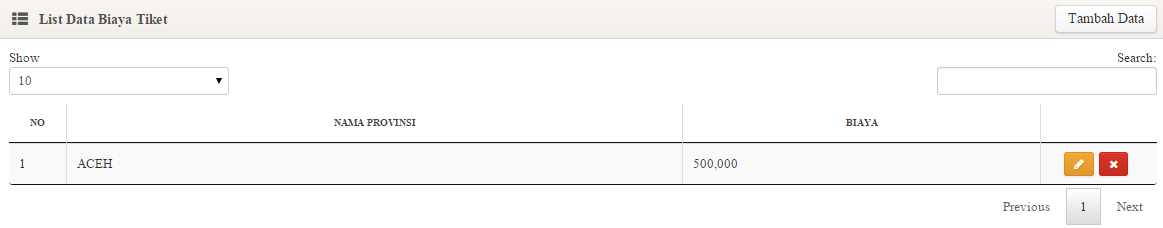 List Data Biaya Tiket
Tambah Data
Show
Search:
10
NO NAMA PROVINSI BIAYA
1 ACEH 500,000
Previous 1 Next